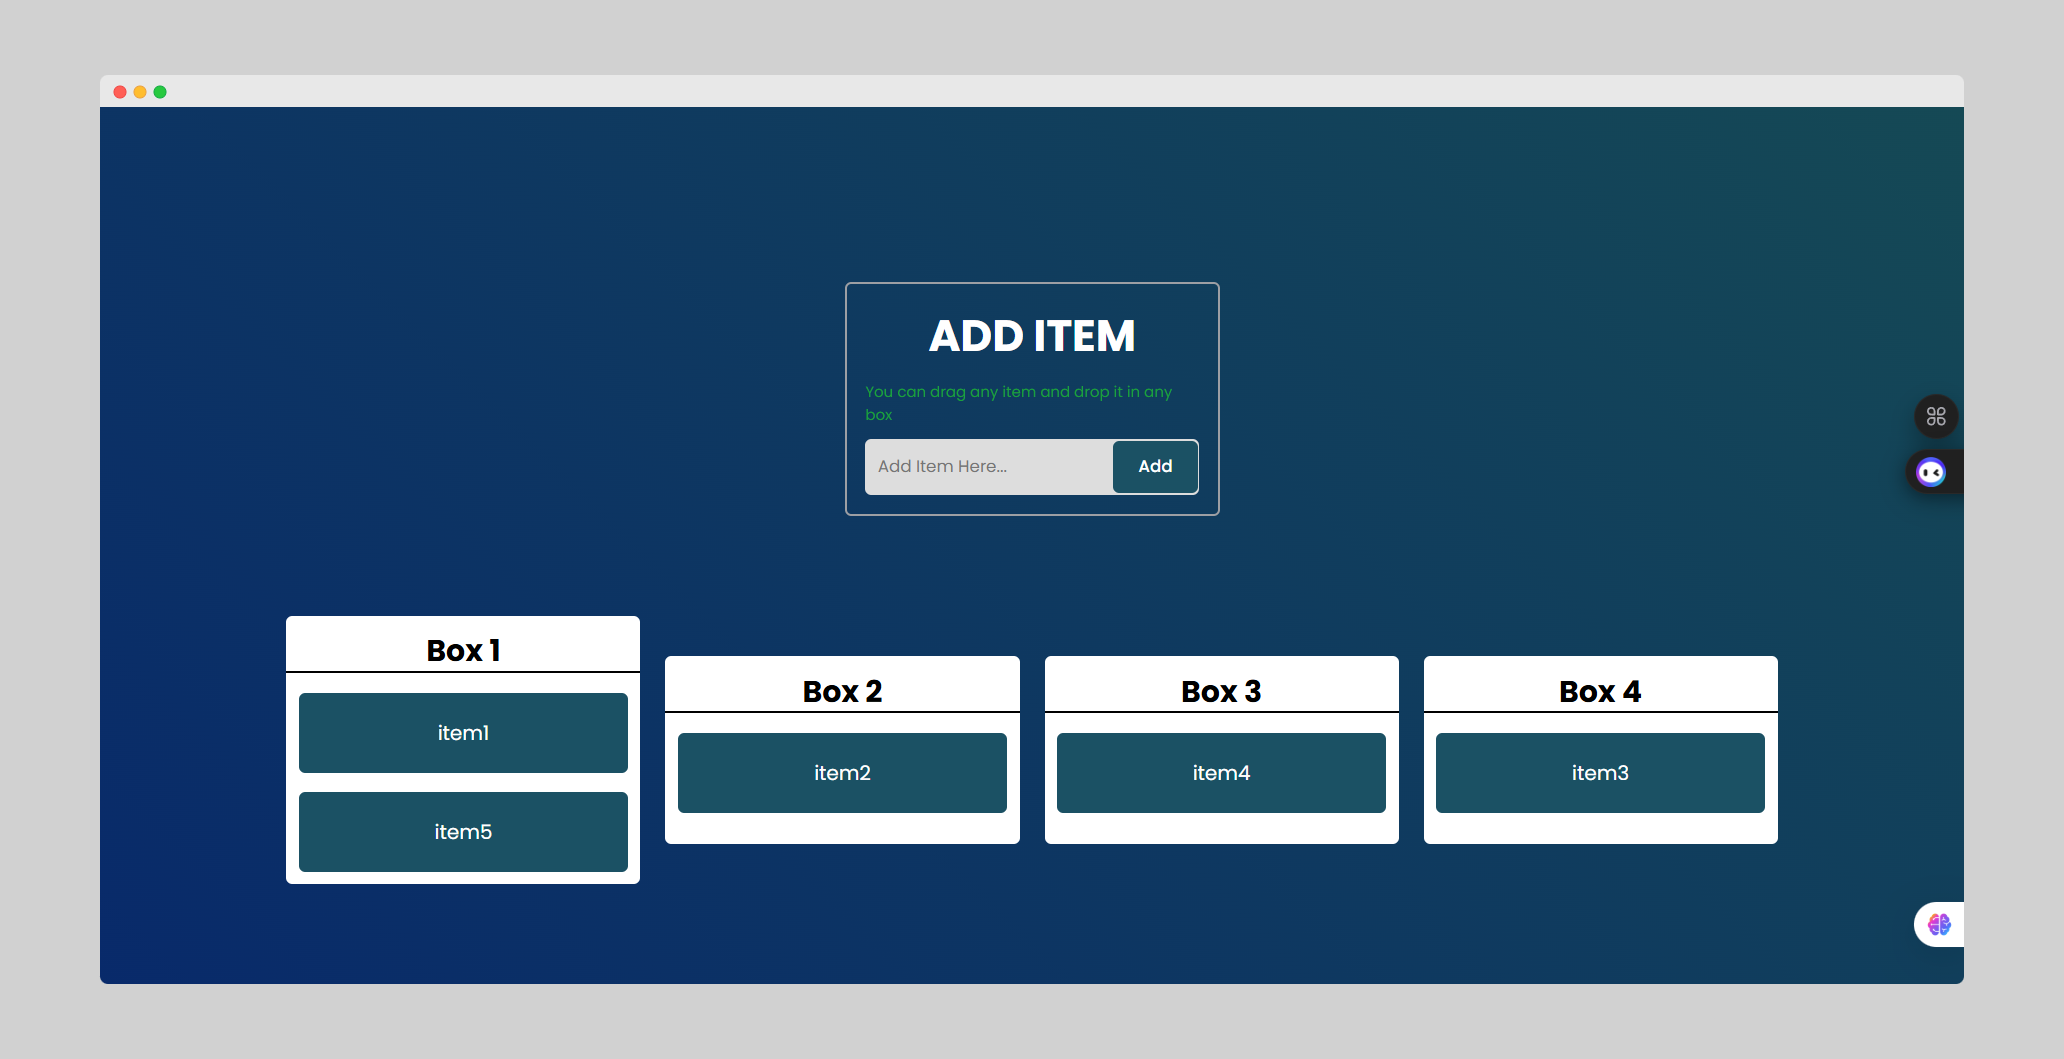 ADD ITEM
You can drag any item and drop it in any
box
Add Item Here...
Add
Box 1
item1
item5
Box 2
item2
Box 3
item4
Box 4
item3